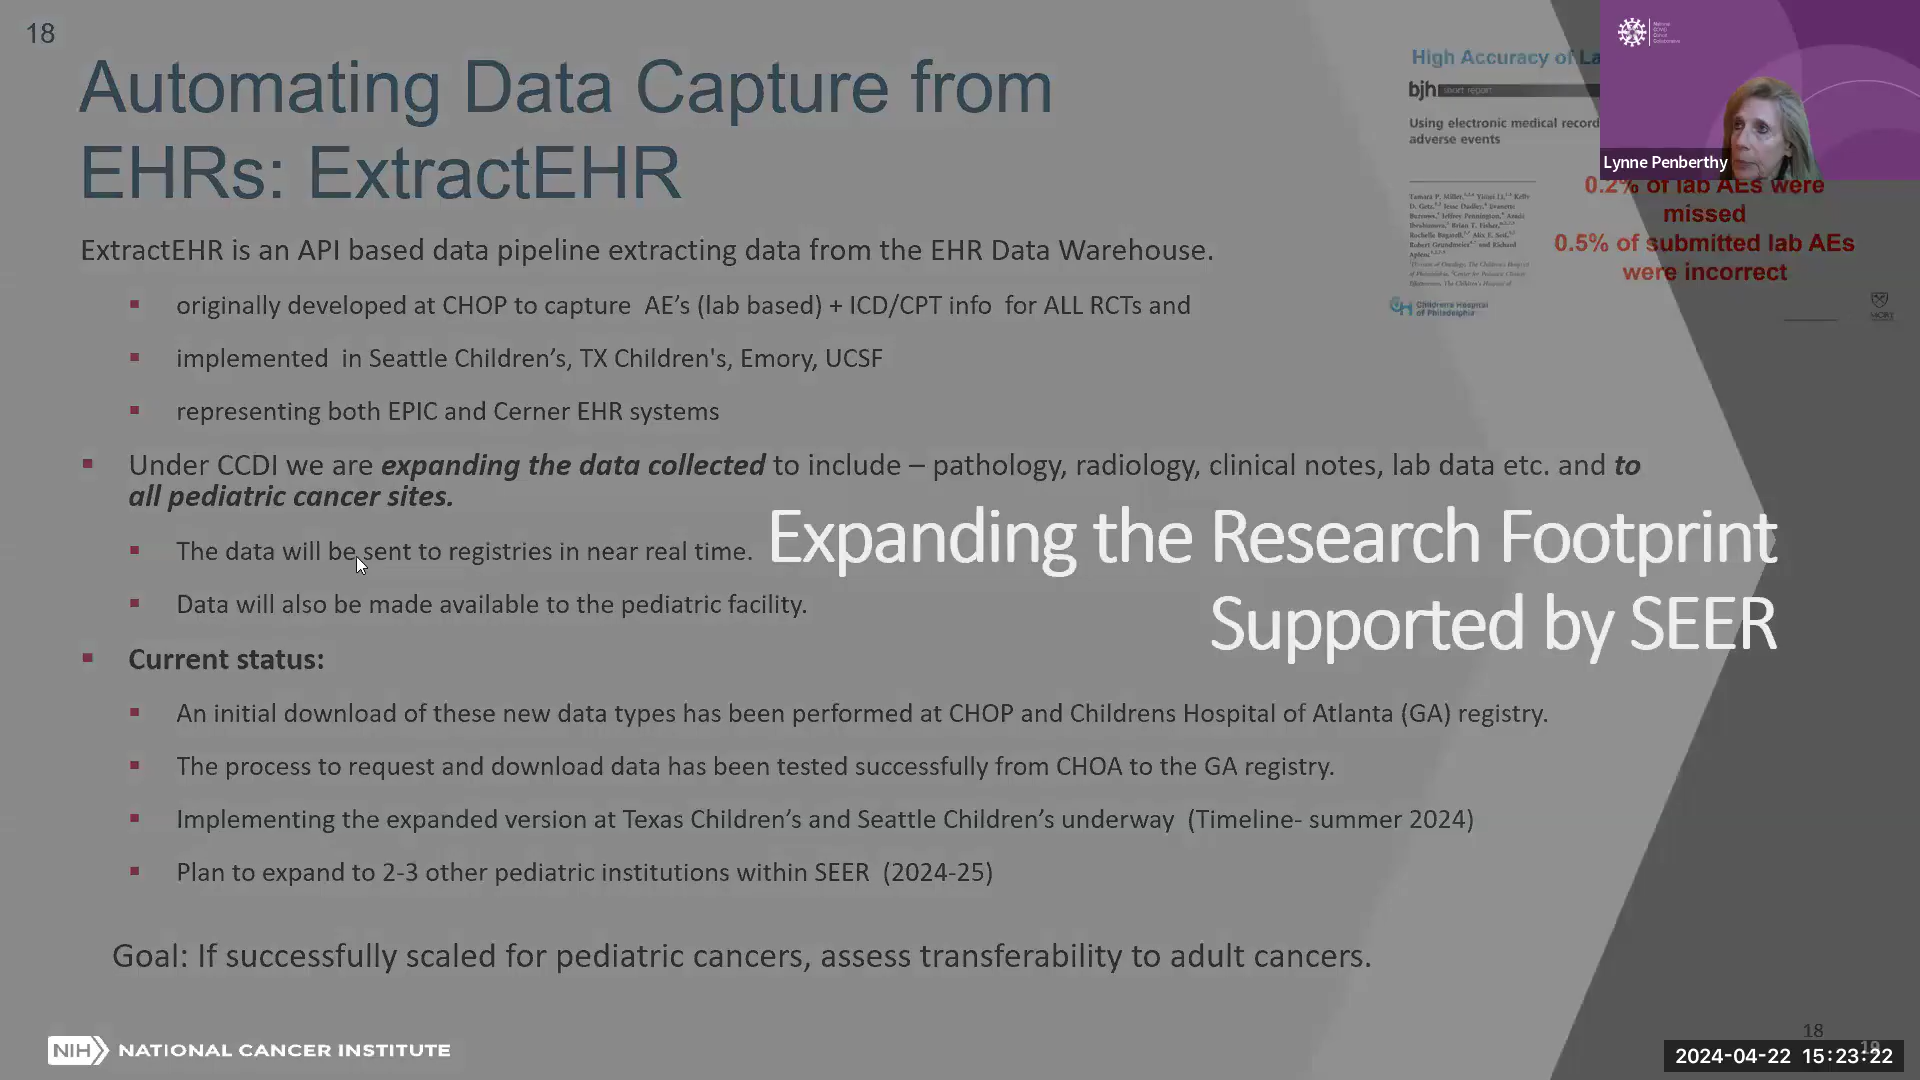 18
Automating Data Capture from
EHRs: ExtractEHR
ExtractEHR is an API based data pipeline extracting data from the EHR Data Warehouse.
originally developed at CHOP to capture AE’s (lab based) + ICD/CPT info for ALL RCTs and
implemented in Seattle Children’s, TX Children's, Emory, UCSF
representing both EPIC and Cerner EHR systems
Under CCDI we are expanding the data collected to include – pathology, radiology, clinical notes, lab data etc. and to
all pediatric cancer sites.
The data will be sent to registries in near real time.
Data will also be made available to the pediatric facility.
Current status:
An initial download of these new data types has been performed at CHOP and Childrens Hospital of Atlanta (GA) registry.
The process to request and download data has been tested successfully from CHOA to the GA registry.
Implementing the expanded version at Texas Children’s and Seattle Children’s underway (Timeline- summer 2024)
Plan to expand to 2-3 other pediatric institutions within SEER (2024-25)
Goal: If successfully scaled for pediatric cancers, assess transferability to adult cancers.
Expanding the Research Footprint
Supported by SEER
High Accuracy of La
bjh short report
Using electronic medical record
adverse events
Children's Hospital
of Philadelphia
Lynne Penberthy
0.2% of lab AEs were
missed
0.5% of submitted lab AEs
were incorrect
NIH NATIONAL CANCER INSTITUTE
18
19
2024-04-22 15:23:22